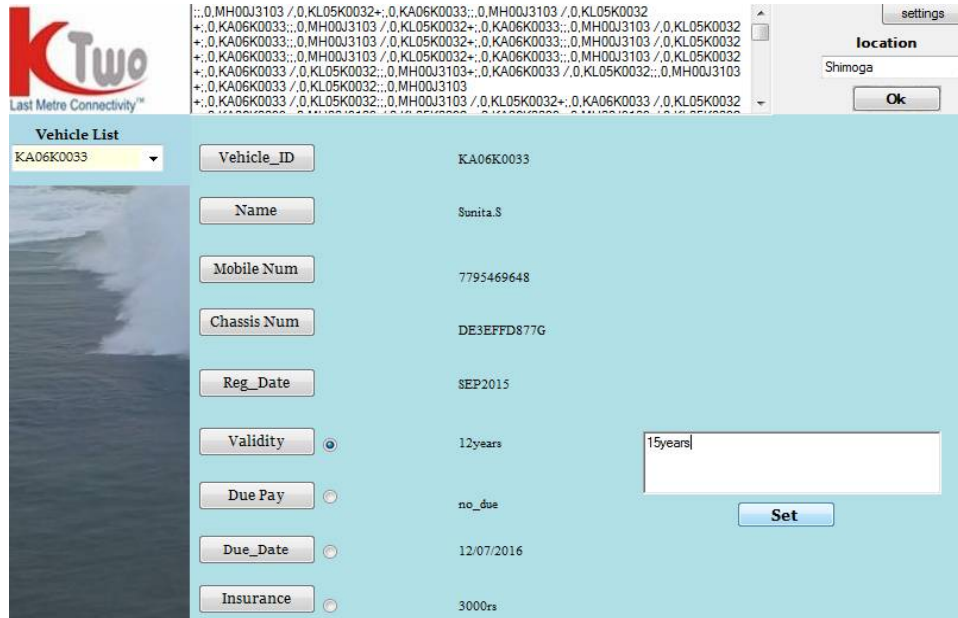 KTwo
Last Metre Connectivity™
:;,0,MH00J3103 /,0,KL05K0032+;,0,KA06K0033;:,0,MH00J3103 /,0,KL05K0032
+;,0,KA06K0033;:,0,MH00J3103 /,0,KL05K0032+;,0,KA06K0033;:,0,MH00J3103 /,0,KL05K0032
+;,0,KA06K0033;:,0,MH00J3103 /,0,KL05K0032+;,0,KA06K0033;:,0,MH00J3103 /,0,KL05K0032
+;,0,KA06K0033;:,0,MH00J3103 /,0,KL05K0032+;,0,KA06K0033;:,0,MH00J3103 /,0,KL05K0032
+;,0,KA06K0033 /,0,KL05K0032;:,0,MH00J3103+;,0,KA06K0033 /,0,KL05K0032;:,0,MH00J3103
+;,0,KA06K0033 /,0,KL05K0032;:,0,MH00J3103
+;,0,KA06K0033 /,0,KL05K0032;:,0,MH00J3103 /,0,KL05K0032+;,0,KA06K0033 /,0,KL05K0032
settings
location
Shimoga
Ok
Vehicle List
KA06K0033
Vehicle_ID KA06K0033
Name Sunita.S
Mobile Num 7795469648
Chassis Num DE3EFFD877G
Reg_Date SEP2015
Validity 12years 15years
Due Pay no_due
Set
Due_Date 12/07/2016
Insurance 3000rs